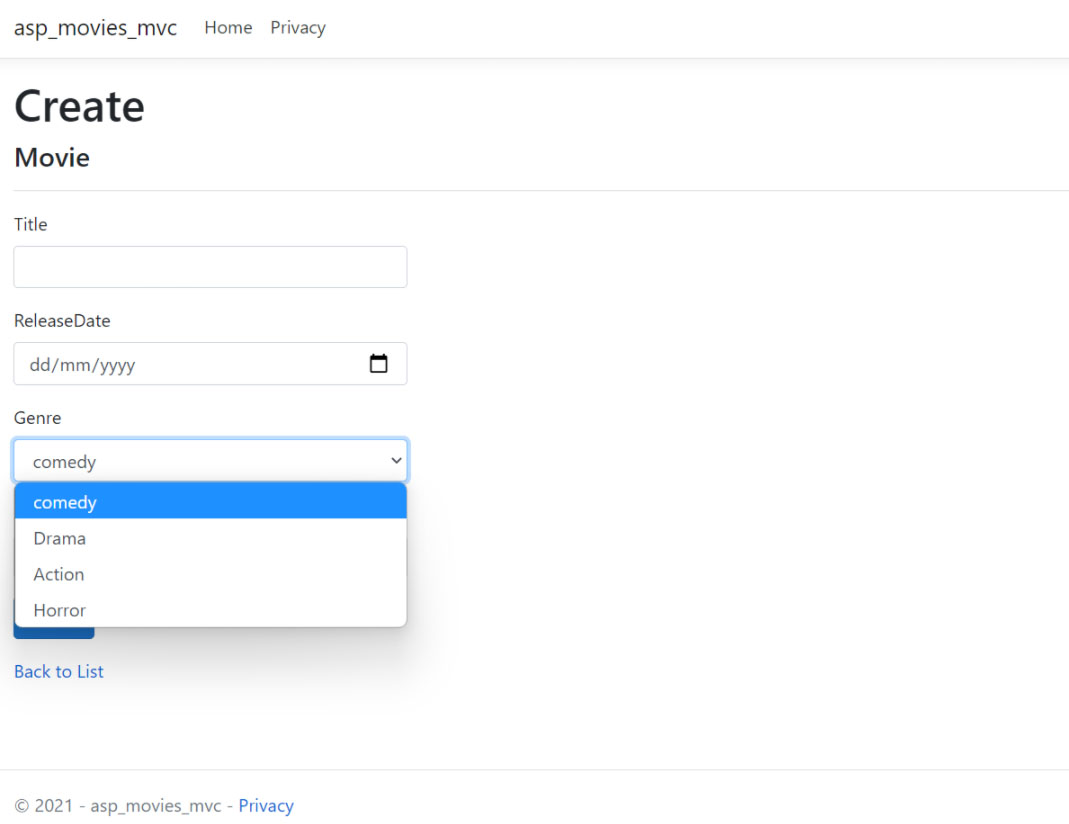 asp_movies_mvc Home Privacy
Create
Movie
Title
ReleaseDate
dd/mm/yyyy
Genre
comedy
comedy
Drama
Action
Horror
Back to List
© 2021 - asp_movies_mvc - Privacy